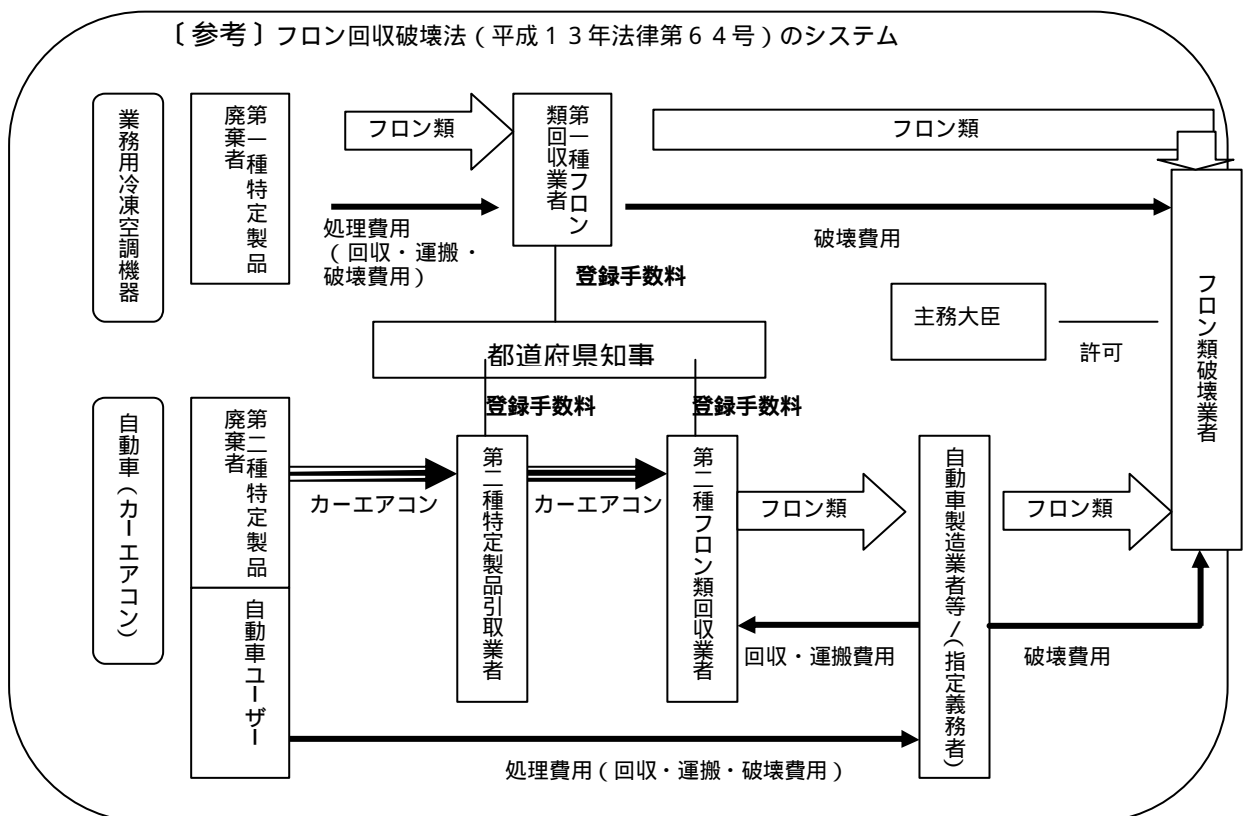 〔参考〕フロン回収破壊法(平成13年法律第64号)のシステム
業務用冷凍空調機器
第一種特定製品
廃棄者
フロン類
第一種フロン
類回収業者
フロン類
処理費用
(回収・運搬・
破壊費用)
破壊費用
登録手数料
主務大臣
許可
フロン類破壊業者
都道府県知事
登録手数料
登録手数料
自動車(カーエアコン)
第二種特定製品
廃棄者
カーエアコン
第二種特定製品引取業者
カーエアコン
第二種フロン類回収業者
フロン類
自動車製造業者等/(指定義務者)
フロン類
自動車ユーザー
回収・運搬費用
破壊費用
処理費用(回収・運搬・破壊費用)